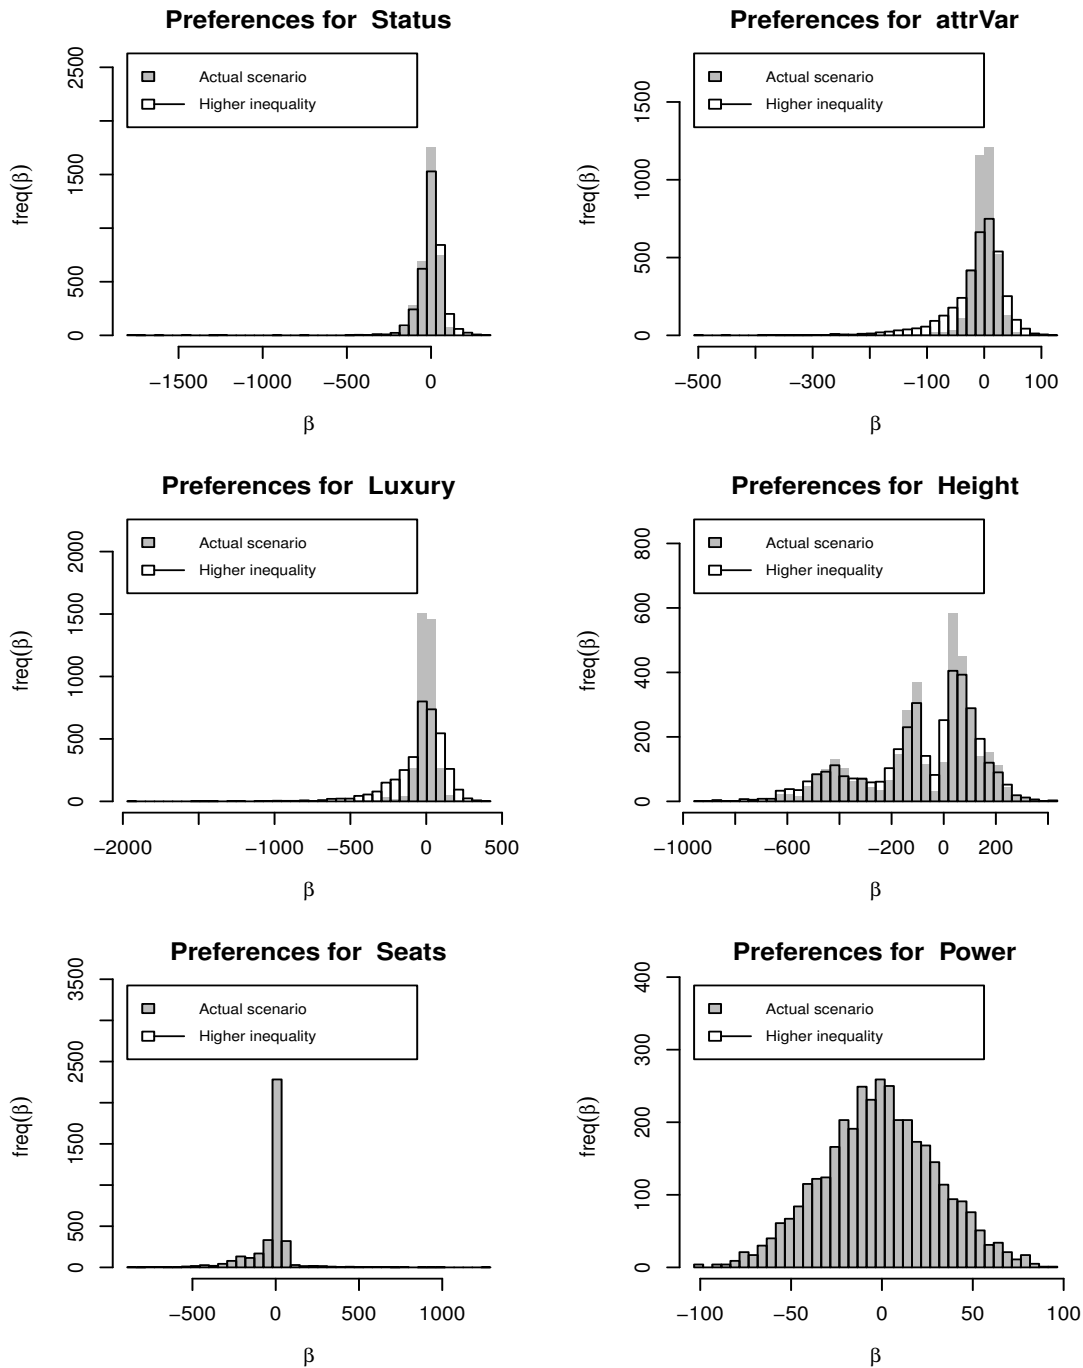 Preferences for Status
Actual scenario
Higher inequality
freq(β)
2500
1500
500
0
−1500
−1000
−500
0
β
Preferences for attrVar
Actual scenario
Higher inequality
freq(β)
1500
1000
500
0
−500
−300
−100
0
100
β
Preferences for Luxury
Actual scenario
Higher inequality
freq(β)
2000
1500
1000
500
0
−2000
−1000
−500
0
500
β
Preferences for Height
Actual scenario
Higher inequality
freq(β)
800
600
400
200
0
−1000
−600
−200
0
200
β
Preferences for Seats
Actual scenario
Higher inequality
freq(β)
3500
2500
1500
500
0
−500
0
500
1000
β
Preferences for Power
Actual scenario
Higher inequality
freq(β)
400
300
200
100
0
−100
−50
0
50
100
β